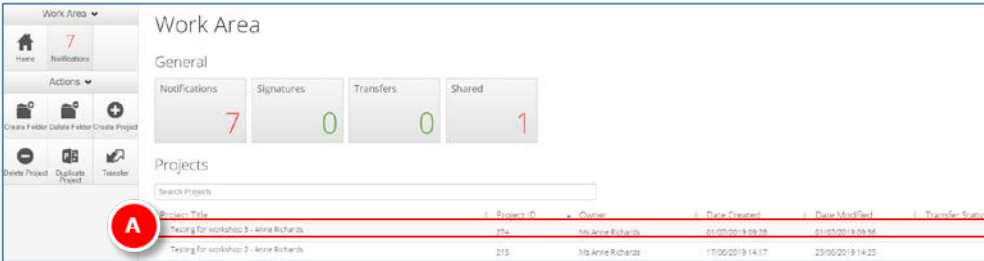 Work Area
Home
7
Notifications
Actions
Create Folder
Delete Folder
Create Project
Delete Project
Duplicate Project
Transfer
Work Area
General
Notifications Signatures Transfers Shared
7 0 0 1
Projects
Search Projects
Project Title Project ID Owner Date Created Date Modified Transfer Status
A
Testing for workshop 3 - Anne Richards 274 Ms Anne Richards 01/07/2019 09:28 01/07/2019 09:36
Testing for workshop 2 - Anne Richards 215 Ms Anne Richards 17/06/2019 14:17 25/06/2019 14:25